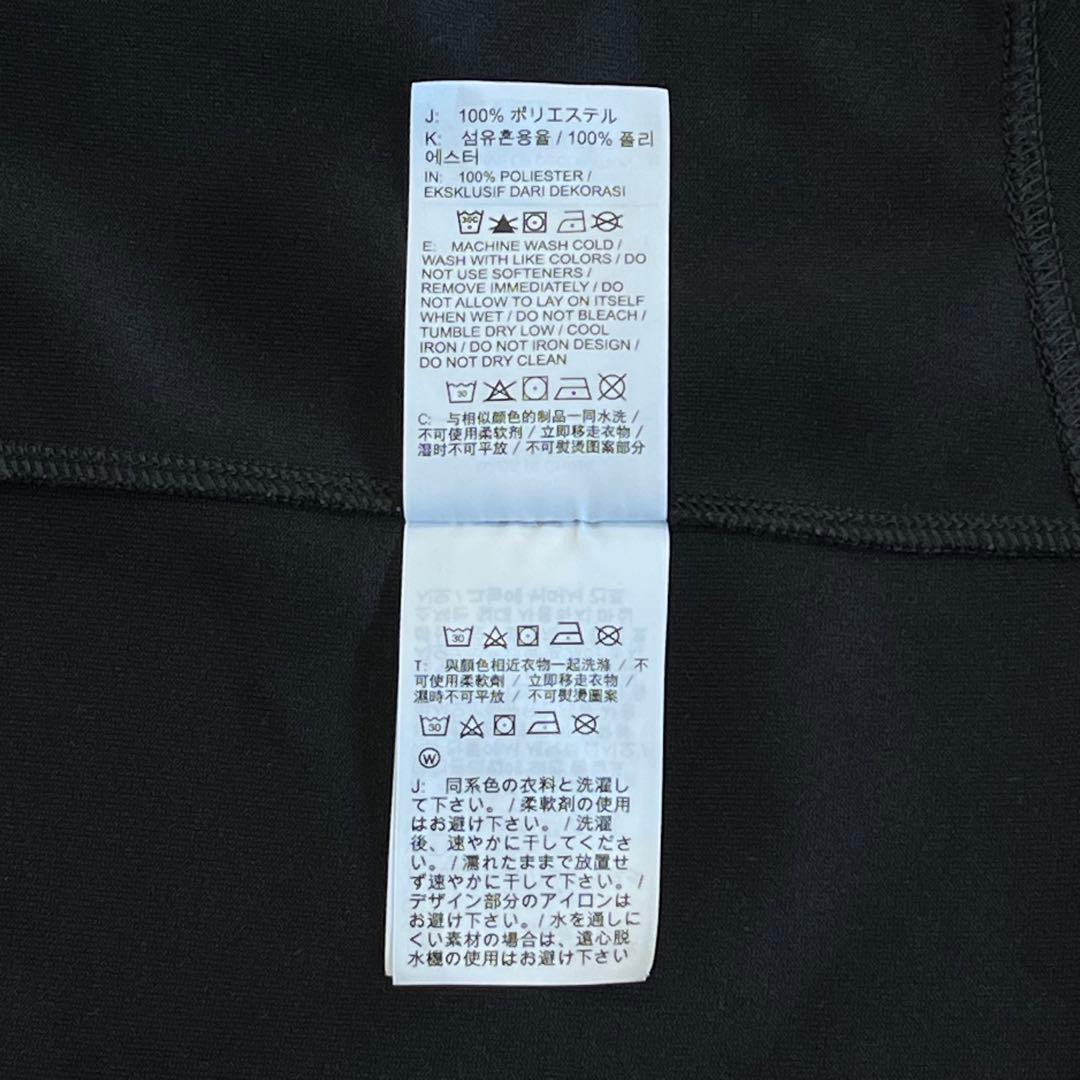 J: 100% ポリエステル
K: 섬유혼용율 / 100% 폴리
에스터
IN: 100% POLIESTER /
EKSKLUSIF DARI DEKORASI
30C
E: MACHINE WASH COLD /
WASH WITH LIKE COLORS / DO
NOT USE SOFTENERS /
REMOVE IMMEDIATELY / DO
NOT ALLOW TO LAY ON ITSELF
WHEN WET / DO NOT BLEACH /
TUMBLE DRY LOW / COOL
IRON / DO NOT IRON DESIGN /
DO NOT DRY CLEAN
30
C: 与相似颜色的制品一同水洗 /
不可使用柔软剂 / 立即移走衣物 /
湿时不可平放 / 不可熨烫图案部分
30
T: 與顏色相近衣物一起洗滌 / 不
可使用柔軟劑 / 立即移走衣物 /
濕時不可平放 / 不可熨燙圖案
30
W
J: 同系色の衣料と洗濯し
て下さい。/ 柔軟剤の使用
はお避け下さい。/ 洗濯
後、速やかに干してくださ
い。/ 濡れたままで放置せ
ず速やかに干して下さい。/
デザイン部分のアイロンは
お避け下さい。/ 水を通しに
くい素材の場合は、遠心脱
水機の使用はお避け下さい